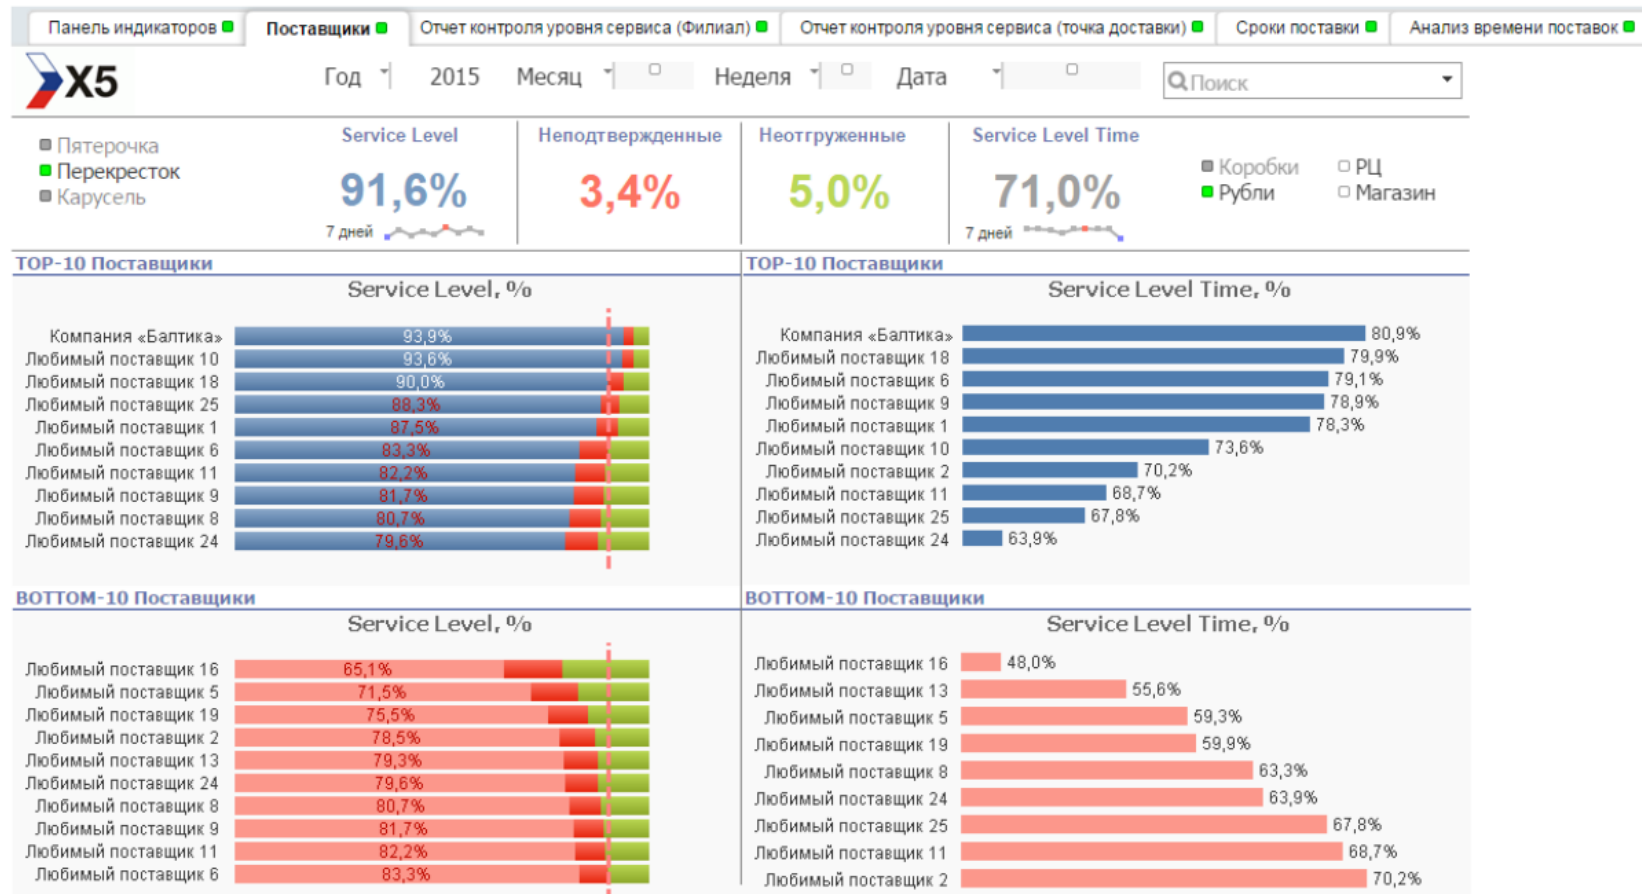 Панель индикаторов Поставщики Отчет контроля уровня сервиса (Филиал) Отчет контроля уровня сервиса (точка доставки) Сроки поставки Анализ времени поставок
X5 Год 2015 Месяц Неделя Дата Поиск
Пятерочка
Перекресток
Карусель
Service Level
91,6%
7 дней
Неподтвержденные
3,4%
Неотгруженные
5,0%
Service Level Time
71,0%
7 дней
Коробки РЦ
Рубли Магазин
TOP-10 Поставщики
Service Level, %
Компания «Балтика» 93,9%
Любимый поставщик 10 93,6%
Любимый поставщик 18 90,0%
Любимый поставщик 25 88,3%
Любимый поставщик 1 87,5%
Любимый поставщик 6 83,3%
Любимый поставщик 11 82,2%
Любимый поставщик 9 81,7%
Любимый поставщик 8 80,7%
Любимый поставщик 24 79,6%
TOP-10 Поставщики
Service Level Time, %
Компания «Балтика» 80,9%
Любимый поставщик 18 79,9%
Любимый поставщик 6 79,1%
Любимый поставщик 9 78,9%
Любимый поставщик 1 78,3%
Любимый поставщик 10 73,6%
Любимый поставщик 2 70,2%
Любимый поставщик 11 68,7%
Любимый поставщик 25 67,8%
Любимый поставщик 24 63,9%
BOTTOM-10 Поставщики
Service Level, %
Любимый поставщик 16 65,1%
Любимый поставщик 5 71,5%
Любимый поставщик 19 75,5%
Любимый поставщик 2 78,5%
Любимый поставщик 13 79,3%
Любимый поставщик 24 79,6%
Любимый поставщик 8 80,7%
Любимый поставщик 9 81,7%
Любимый поставщик 11 82,2%
Любимый поставщик 6 83,3%
BOTTOM-10 Поставщики
Service Level Time, %
Любимый поставщик 16 48,0%
Любимый поставщик 13 55,6%
Любимый поставщик 5 59,3%
Любимый поставщик 19 59,9%
Любимый поставщик 8 63,3%
Любимый поставщик 24 63,9%
Любимый поставщик 25 67,8%
Любимый поставщик 11 68,7%
Любимый поставщик 2 70,2%